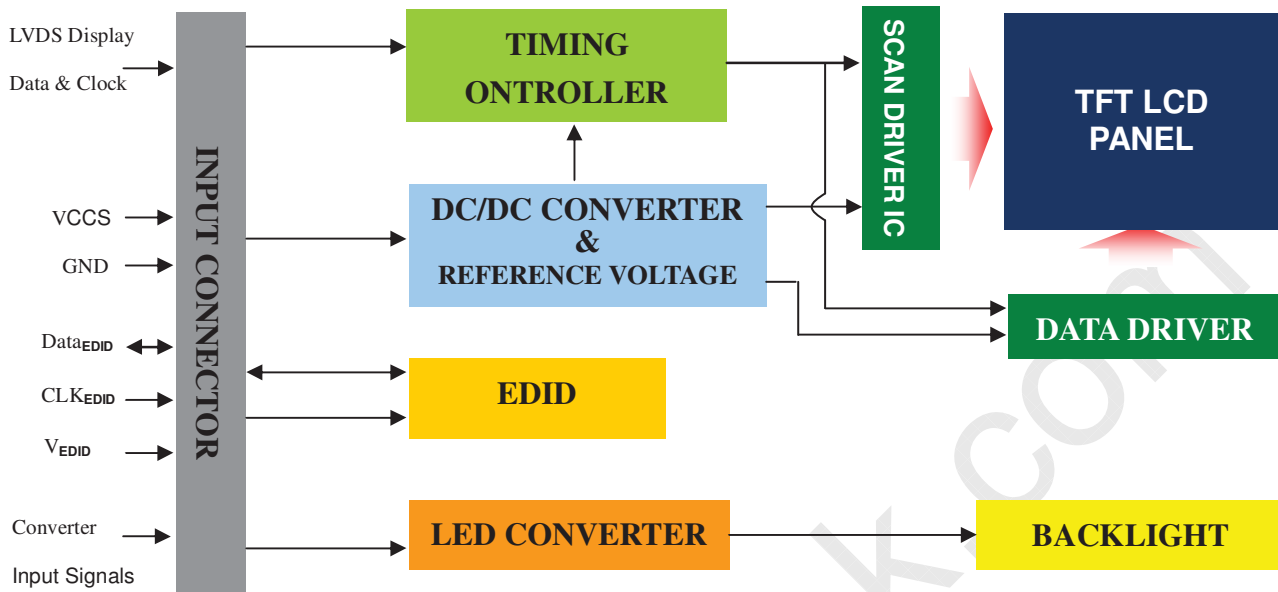 LVDS Display
Data & Clock
VCCS
GND
DataEDID
CLKEDID
VEDID
Converter
Input Signals
INPUT CONNECTOR
TIMING
ONTROLLER
DC/DC CONVERTER
&
REFERENCE VOLTAGE
EDID
LED CONVERTER
SCAN DRIVER IC
TFT LCD
PANEL
DATA DRIVER
BACKLIGHT
k.com